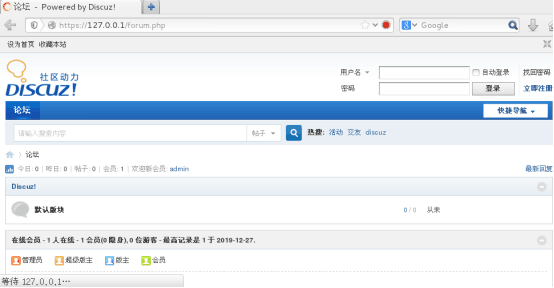 论坛 - Powered by Discuz!
https://127.0.0.1/forum.php
Google
设为首页 收藏本站
社区动力
DISCUZ!
用户名
自动登录 找回密码
密码
登录 立即注册
论坛
快捷导航
请输入搜索内容
帖子
热搜: 活动 交友 discuz
论坛
今日: 0 | 昨日: 0 | 帖子: 0 | 会员: 1 | 欢迎新会员: admin
最新回复
Discuz!
默认版块
0 / 0
从未
在线会员 - 1 人在线 - 1 会员(0 隐身), 0 位游客 - 最高记录是 1 于 2019-12-27.
管理员 超级版主 版主 会员
等待 127.0.0.1…